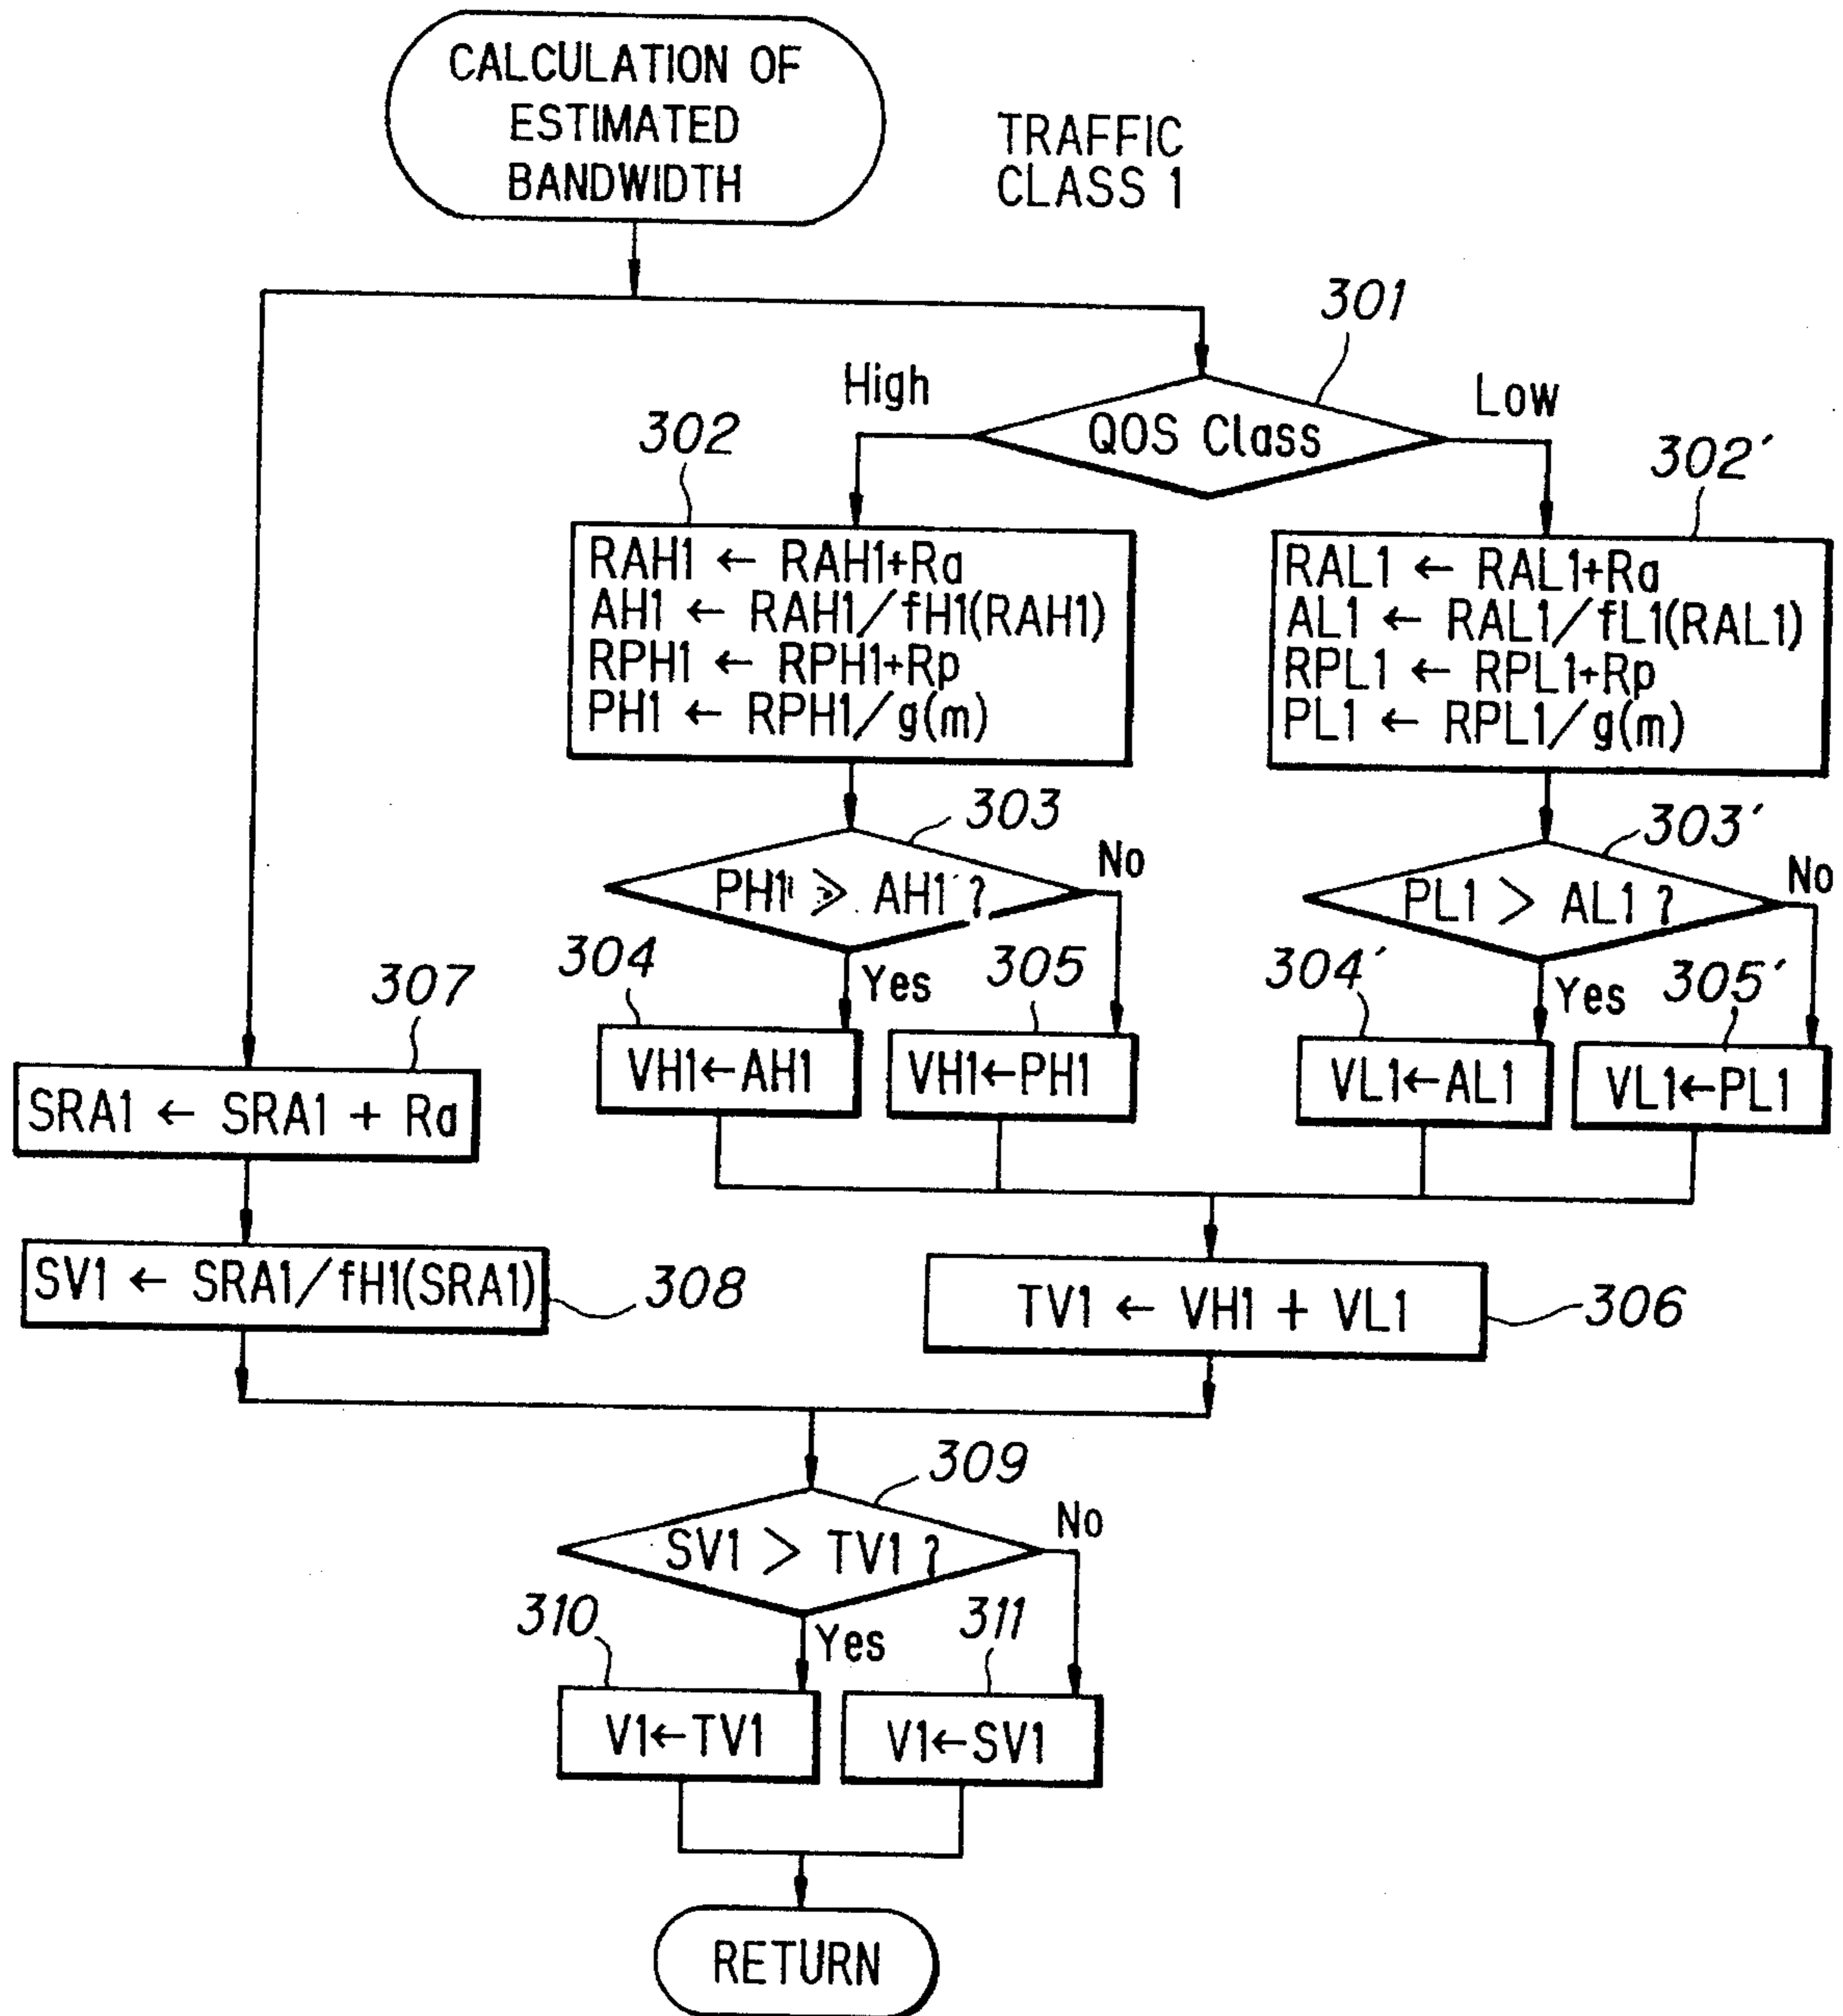 CALCULATION OF
ESTIMATED
BANDWIDTH
TRAFFIC
CLASS 1
301
High
Low
QOS Class
302
302′
RAH1 ← RAH1+Ra
AH1 ← RAH1/fH1(RAH1)
RPH1 ← RPH1+Rp
PH1 ← RPH1/g(m)
RAL1 ← RAL1+Ra
AL1 ← RAL1/fL1(RAL1)
RPL1 ← RPL1+Rp
PL1 ← RPL1/g(m)
303
No
PH1 > AH1 ?
303′
No
PL1 > AL1 ?
304
Yes
305
304′
Yes
305′
VH1←AH1
VH1←PH1
VL1←AL1
VL1←PL1
307
SRA1 ← SRA1 + Ra
SV1 ← SRA1/fH1(SRA1)
308
TV1 ← VH1 + VL1
306
309
No
SV1 > TV1 ?
310
Yes
311
V1←TV1
V1←SV1
RETURN